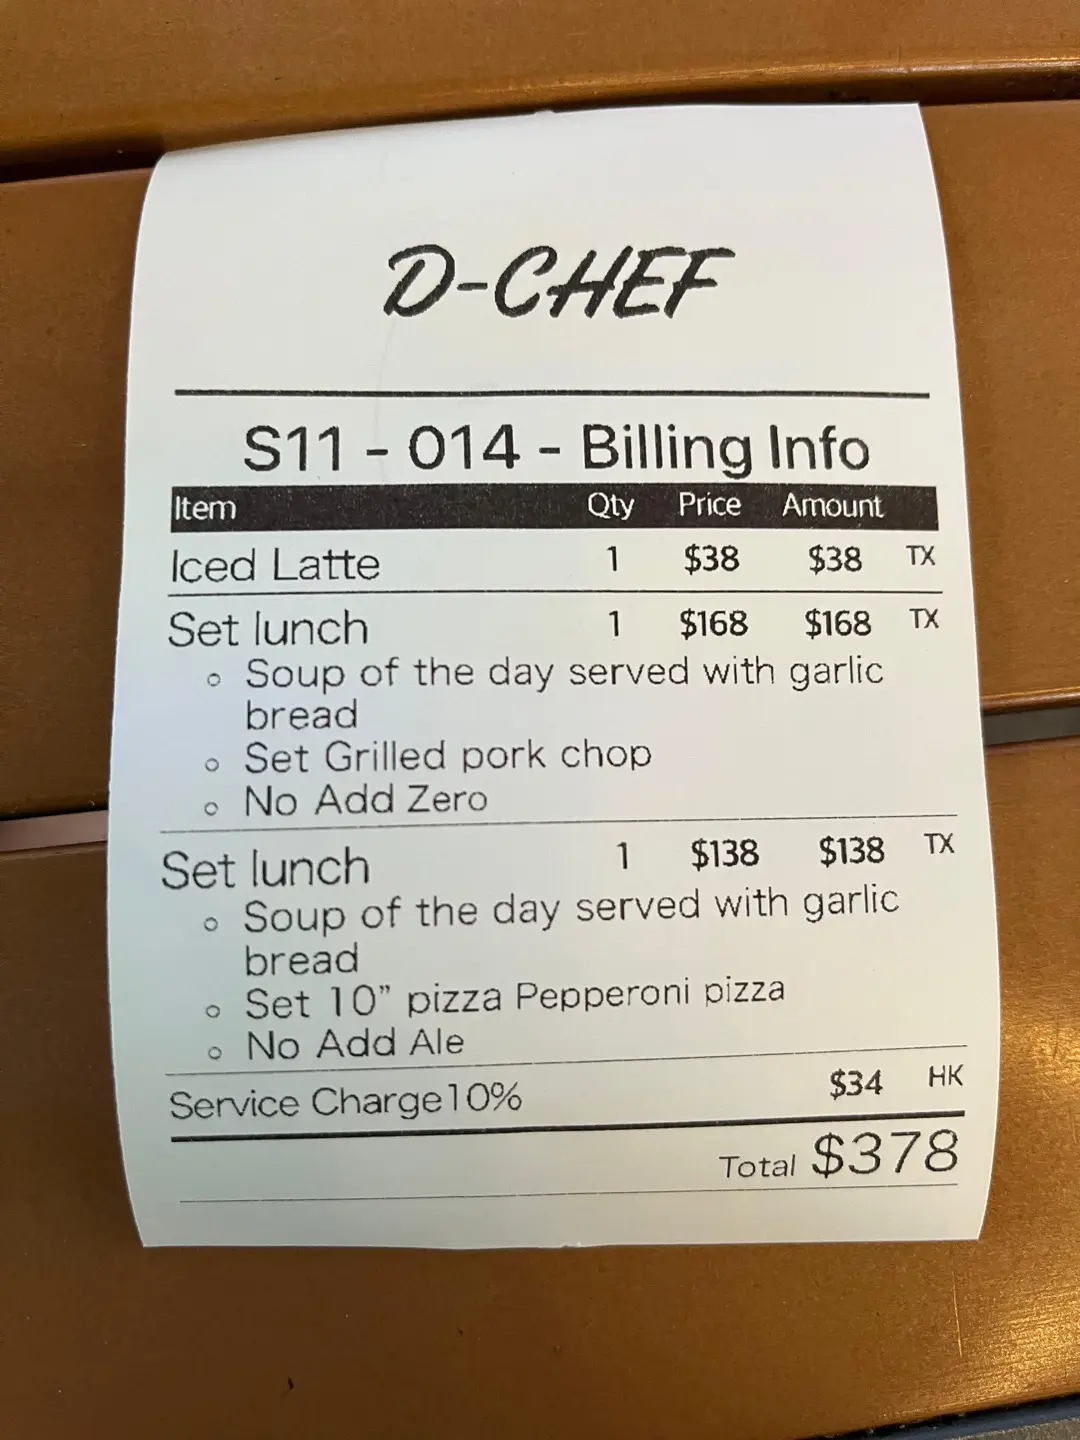 D-CHEF
S11 - 014 - Billing Info
Item Qty Price Amount
Iced Latte 1 $38 $38 TX
Set lunch 1 $168 $168 TX
○ Soup of the day served with garlic
bread
○ Set Grilled pork chop
○ No Add Zero
Set lunch 1 $138 $138 TX
○ Soup of the day served with garlic
bread
○ Set 10” pizza Pepperoni pizza
○ No Add Ale
Service Charge10% $34 HK
Total $378